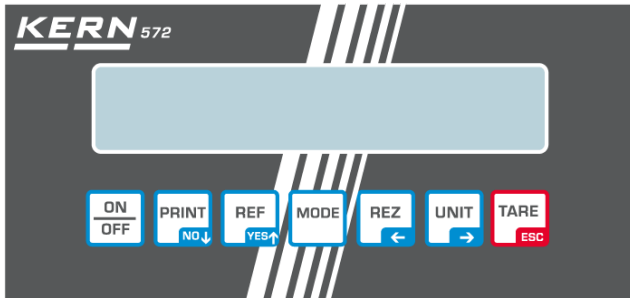 KERN 572
ON
OFF
PRINT
NO↓
REF
YES↑
MODE
REZ
←
UNIT
→
TARE
ESC